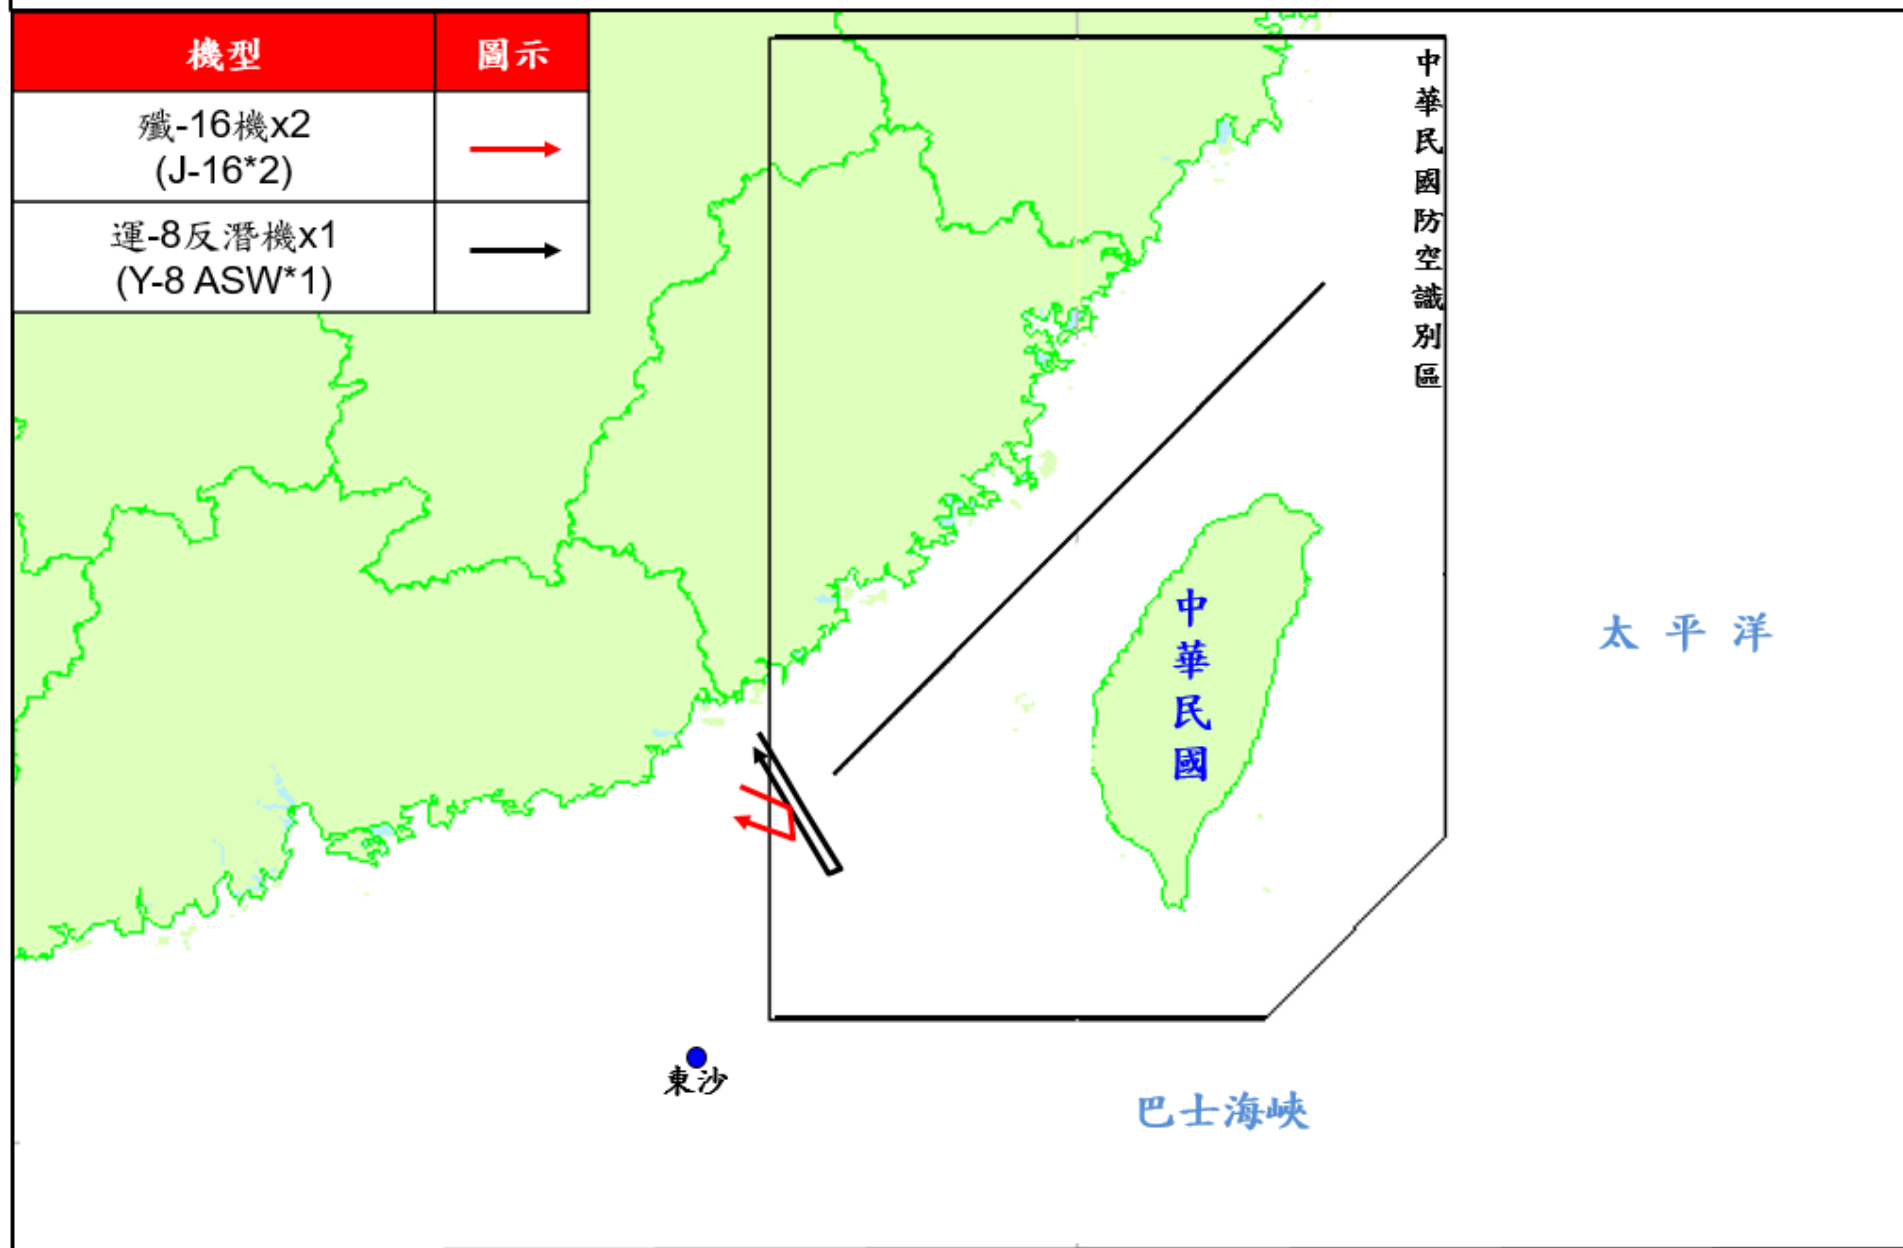 機型
圖示
殲-16機x2
(J-16*2)
運-8反潛機x1
(Y-8 ASW*1)
中華民國防空識別區
中華民國
太平洋
東沙
巴士海峽